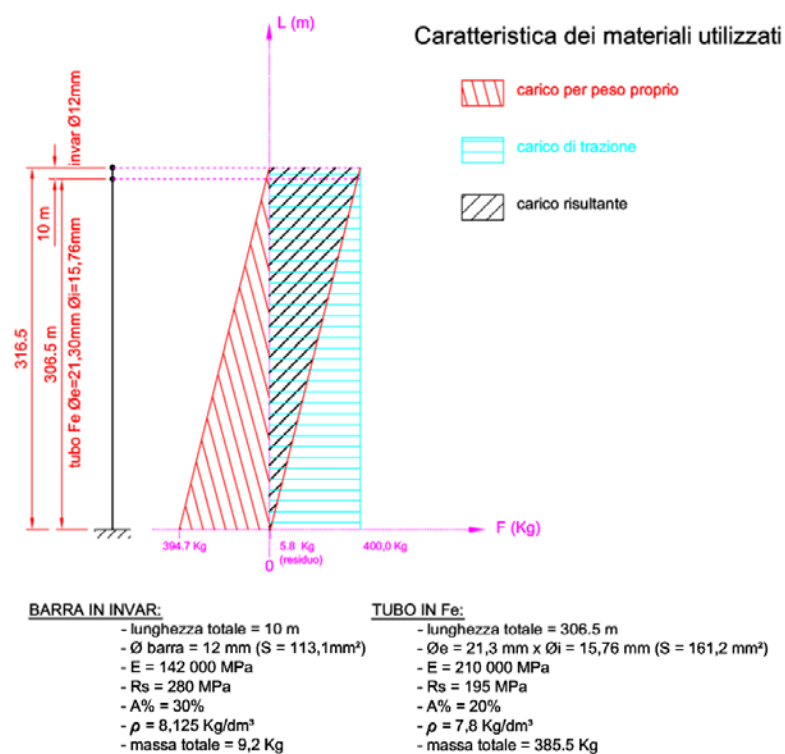 L (m)
Caratteristica dei materiali utilizzati
carico per peso proprio
carico di trazione
carico risultante
invar Ø12mm
10 m
316.5
306.5 m
tubo Fe Øe=21,30mm Øi=15,76mm
F (Kg)
394.7 Kg
0
5.8 Kg
(residuo)
400,0 Kg
BARRA IN INVAR:
- lunghezza totale = 10 m
- Ø barra = 12 mm (S = 113,1mm²)
- E = 142 000 MPa
- Rs = 280 MPa
- A% = 30%
- ρ = 8,125 Kg/dm³
- massa totale = 9,2 Kg
TUBO IN Fe:
- lunghezza totale = 306.5 m
- Øe = 21,3 mm x Øi = 15,76 mm (S = 161,2 mm²)
- E = 210 000 MPa
- Rs = 195 MPa
- A% = 20%
- ρ = 7,8 Kg/dm³
- massa totale = 385.5 Kg